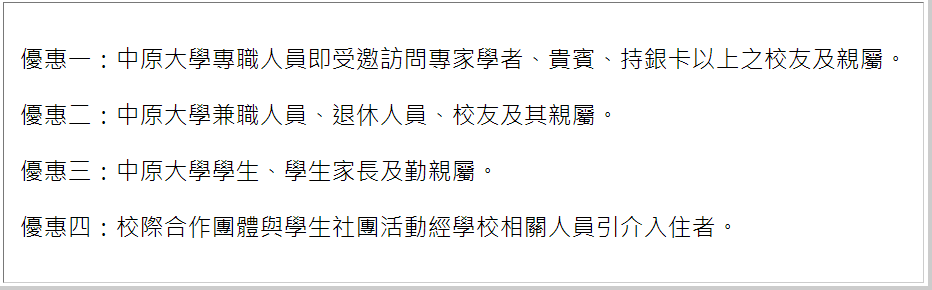 優惠一：中原大學專職人員即受邀訪問專家學者、貴賓、持銀卡以上之校友及親屬。
優惠二：中原大學兼職人員、退休人員、校友及其親屬。
優惠三：中原大學學生、學生家長及勤親屬。
優惠四：校際合作團體與學生社團活動經學校相關人員引介入住者。